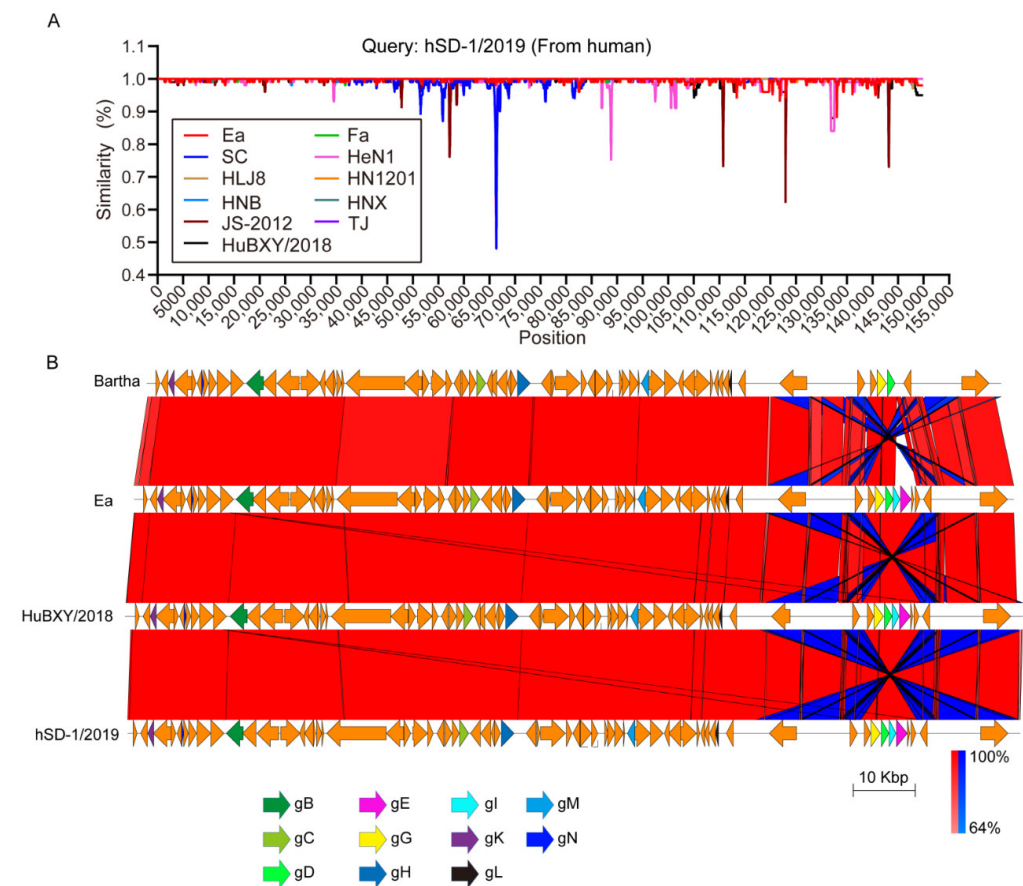 A
Query: hSD-1/2019 (From human)
1.1
1.0
0.9
0.8
0.7
0.6
0.5
0.4
Similarity (%)
Ea
Fa
SC
HeN1
HLJ8
HN1201
HNB
HNX
JS-2012
TJ
HuBXY/2018
0
5000
10,000
15,000
20,000
25,000
30,000
35,000
40,000
45,000
50,000
55,000
60,000
65,000
70,000
75,000
80,000
85,000
90,000
95,000
100,000
105,000
110,000
115,000
120,000
125,000
130,000
135,000
140,000
145,000
150,000
155,000
Position
B
Bartha
Ea
HuBXY/2018
hSD-1/2019
10 Kbp
100%
64%
gB
gE
gI
gM
gC
gG
gK
gN
gD
gH
gL